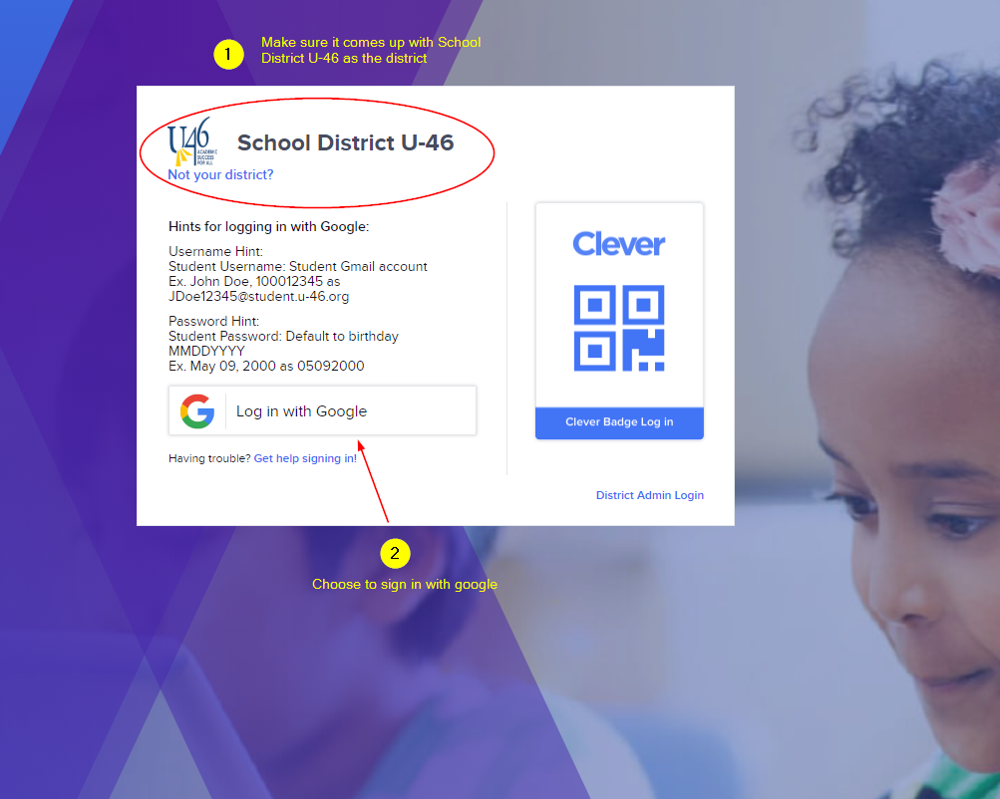 1
Make sure it comes up with School
District U-46 as the district
U46
ACADEMIC
SUCCESS
FOR ALL
School District U-46
Not your district?
Hints for logging in with Google:
Username Hint:
Student Username: Student Gmail account
Ex. John Doe, 100012345 as
JDoe12345@student.u-46.org
Password Hint:
Student Password: Default to birthday
MMDDYYYY
Ex. May 09, 2000 as 05092000
Log in with Google
Having trouble? Get help signing in!
Clever
Clever Badge Log in
District Admin Login
2
Choose to sign in with google